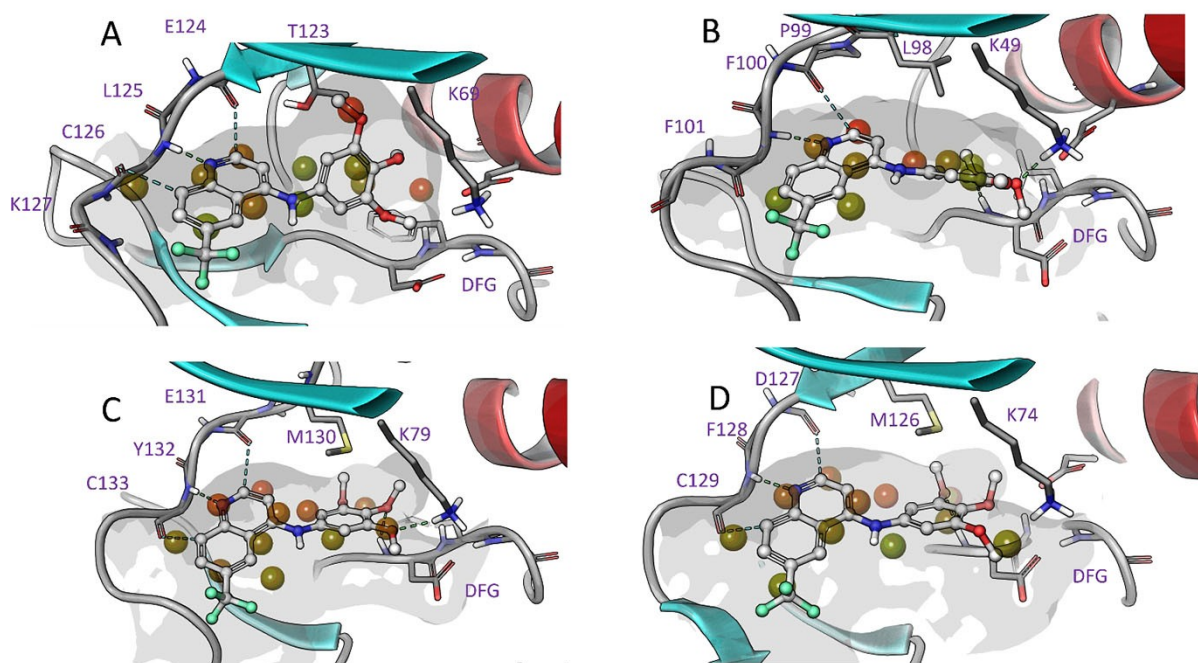 A
E124
T123
L125
K69
C126
K127
DFG
B
P99
L98
K49
F100
F101
DFG
C
E131
M130
K79
Y132
C133
DFG
D
D127
M126
K74
F128
C129
DFG